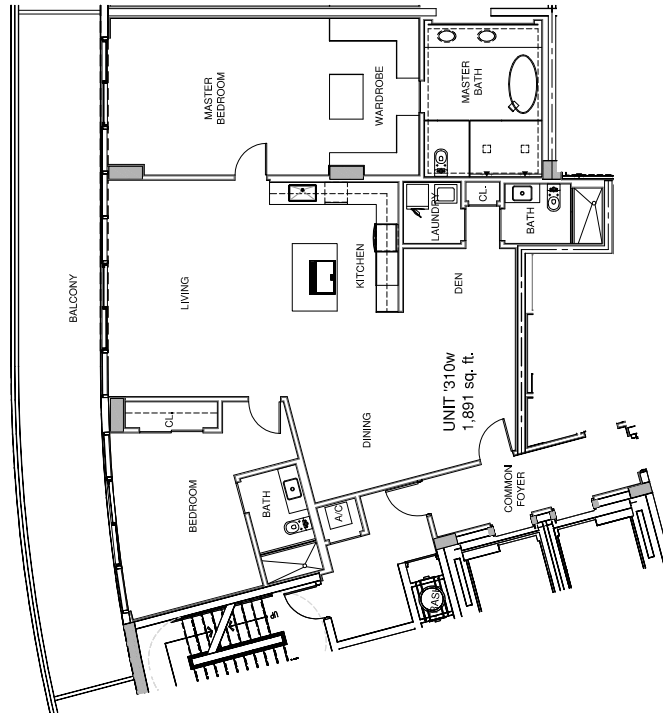 MASTER
BEDROOM
WARDROBE
MASTER
BATH
LAUNDRY
CL.
BATH
BALCONY
LIVING
KITCHEN
DEN
UNIT '310w
1,891 sq. ft.
DINING
CL.
BEDROOM
BATH
A/C
COMMON
FOYER